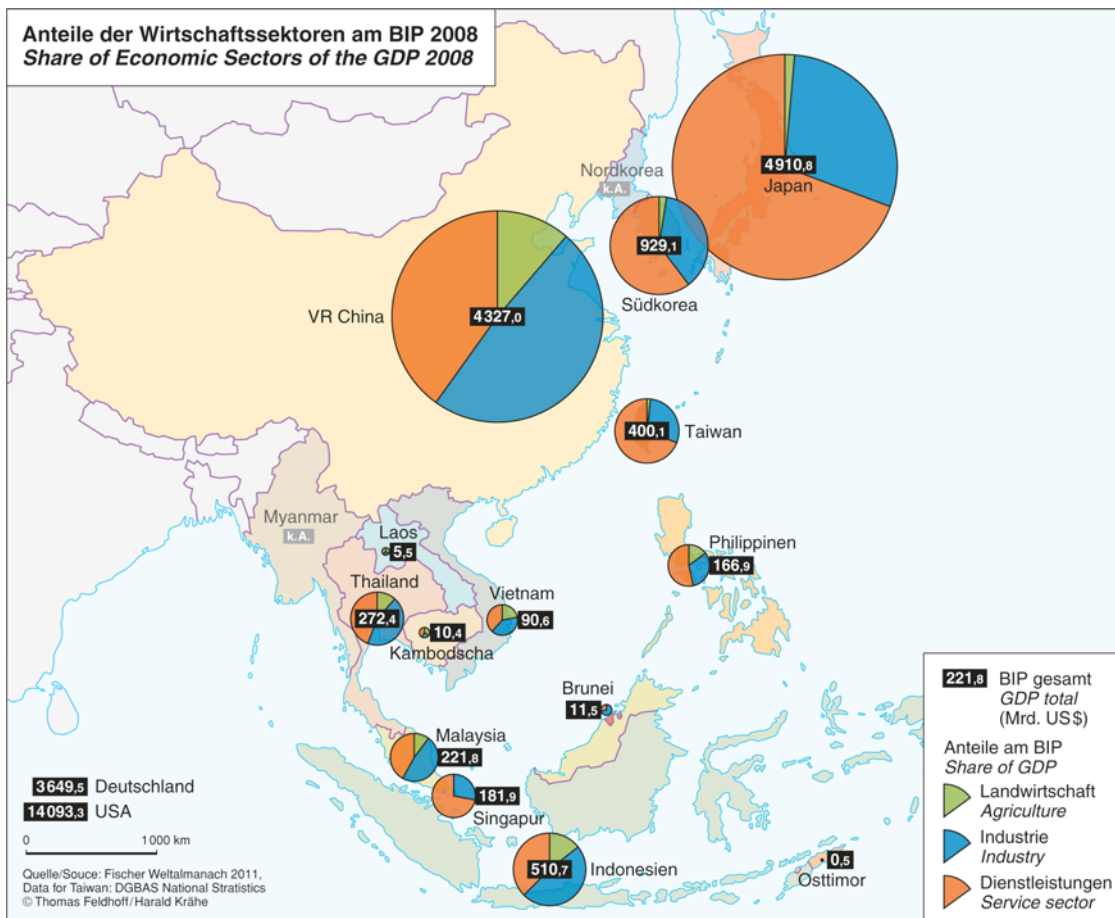 Anteile der Wirtschaftssektoren am BIP 2008
Share of Economic Sectors of the GDP 2008
4910,8
Japan
Nordkorea
k.A.
929,1
Südkorea
VR China
4327,0
400,1
Taiwan
Myanmar
k.A.
Laos
5,5
Philippinen
166,9
Thailand
272,4
Vietnam
90,6
10,4
Kambodscha
Brunei
11,5
Malaysia
221,8
181,9
Singapur
510,7
Indonesien
0,5
Osttimor
3649,5 Deutschland
14093,3 USA
0 1000 km
Quelle/Souce: Fischer Weltalmanach 2011,
Data for Taiwan: DGBAS National Statistics
© Thomas Feldhoff/Harald Krähe
221,8 BIP gesamt
GDP total
(Mrd. US$)
Anteile am BIP
Share of GDP
Landwirtschaft
Agriculture
Industrie
Industry
Dienstleistungen
Service sector